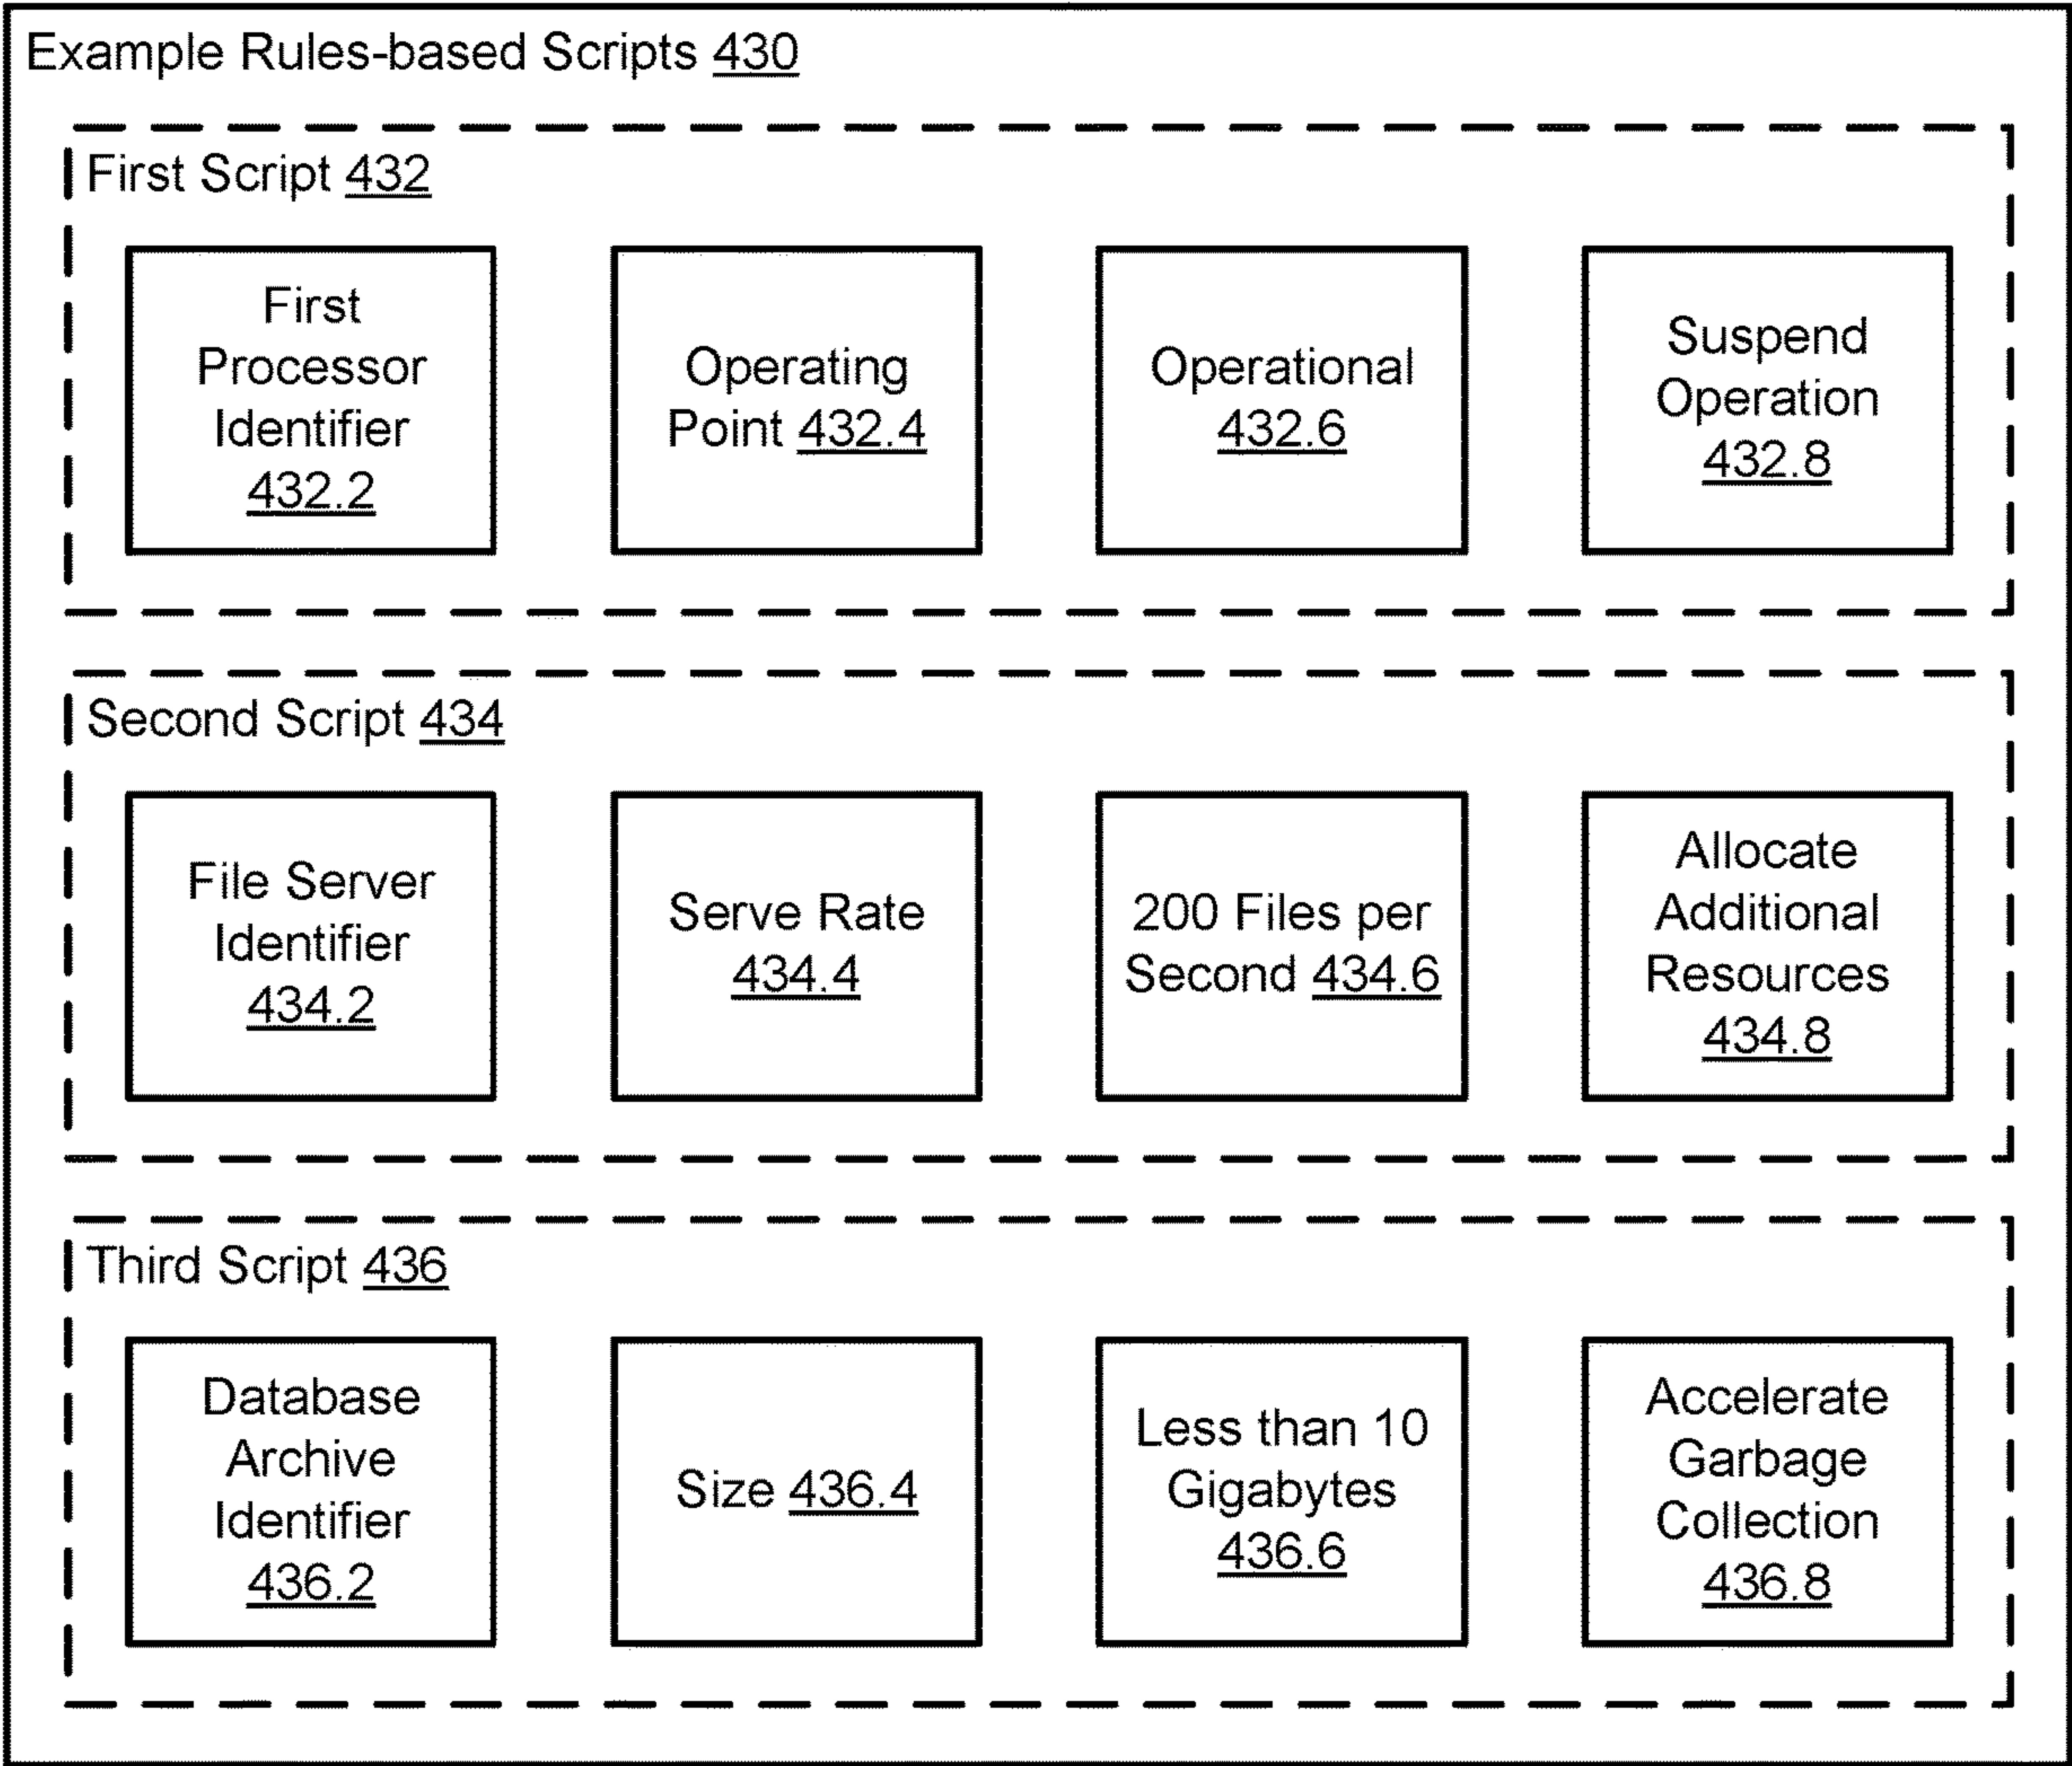 Example Rules-based Scripts 430
First Script 432
First
Processor
Identifier
432.2
Operating
Point 432.4
Operational
432.6
Suspend
Operation
432.8
Second Script 434
File Server
Identifier
434.2
Serve Rate
434.4
200 Files per
Second 434.6
Allocate
Additional
Resources
434.8
Third Script 436
Database
Archive
Identifier
436.2
Size 436.4
Less than 10
Gigabytes
436.6
Accelerate
Garbage
Collection
436.8